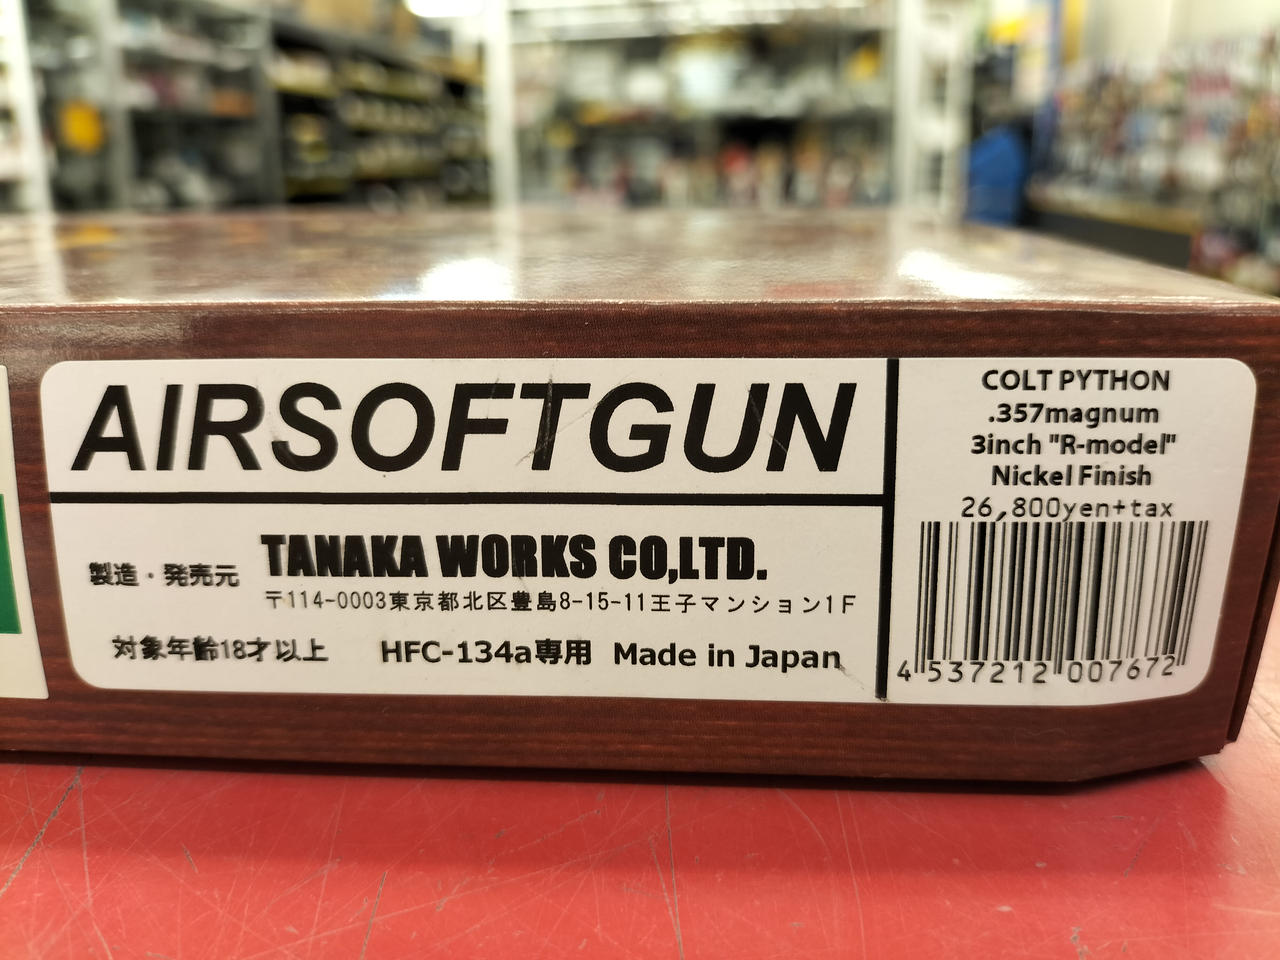 AIRSOFTGUN
製造・発売元 TANAKA WORKS CO,LTD.
〒114-0003東京都北区豊島8-15-11王子マンション1F
対象年齢18才以上 HFC-134a専用 Made in Japan
COLT PYTHON
.357magnum
3inch "R-model"
Nickel Finish
26,800yen+tax
4 537212 007672